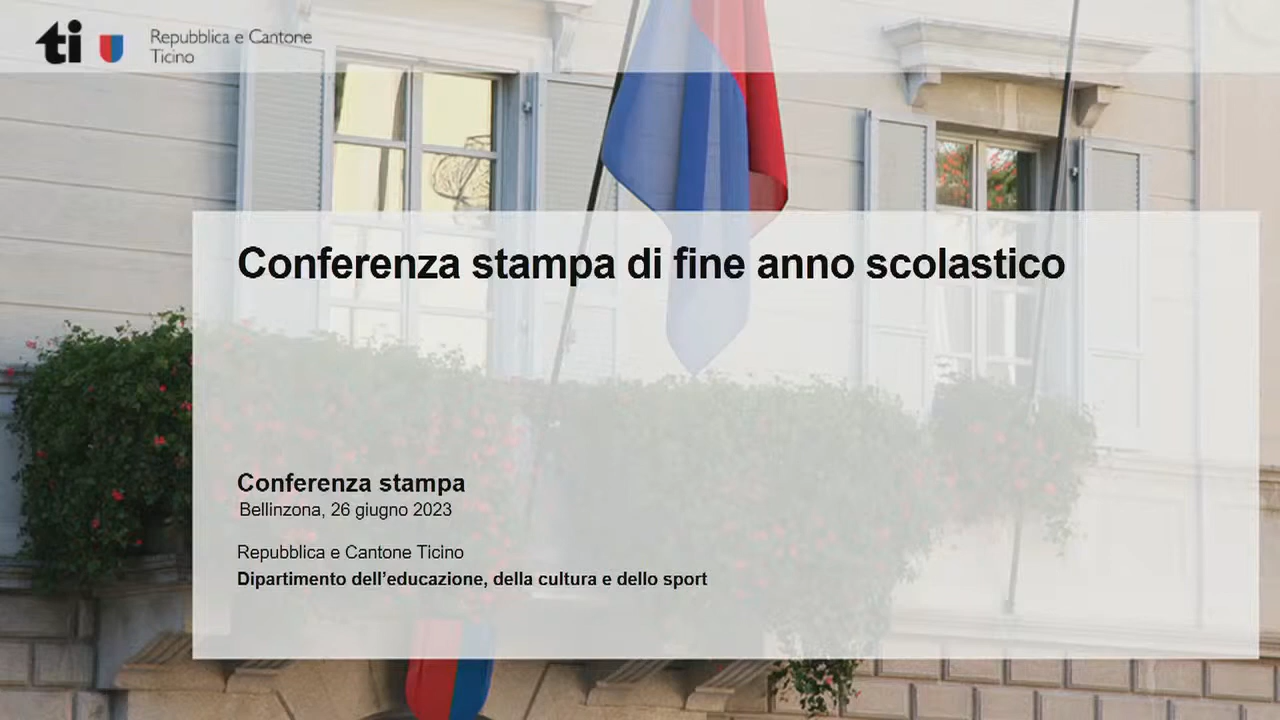 ti
Repubblica e Cantone
Ticino
Conferenza stampa di fine anno scolastico
Conferenza stampa
Bellinzona, 26 giugno 2023
Repubblica e Cantone Ticino
Dipartimento dell'educazione, della cultura e dello sport